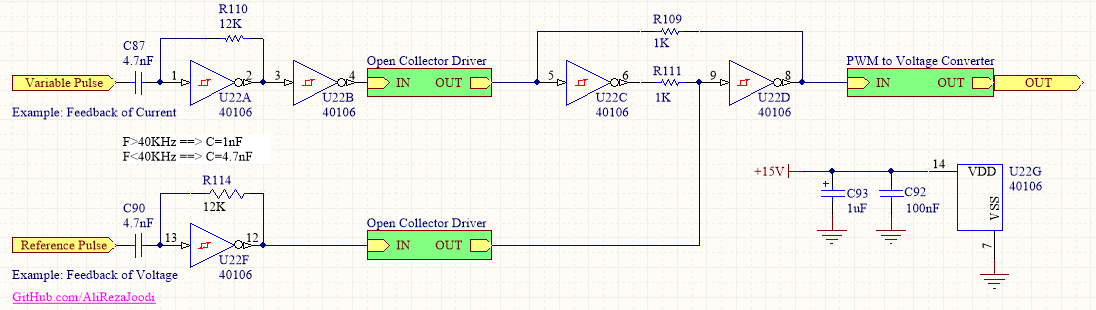 R110
12K
C87
4.7nF
Variable Pulse
1
2
U22A
40106
3
4
U22B
40106
Open Collector Driver
IN
OUT
R109
1K
5
6
U22C
40106
R111
1K
9
8
U22D
40106
PWM to Voltage Converter
IN
OUT
OUT
Example: Feedback of Current
F>40KHz ==> C=1nF
F<40KHz ==> C=4.7nF
R114
12K
C90
4.7nF
Reference Pulse
13
12
U22F
40106
Open Collector Driver
IN
OUT
Example: Feedback of Voltage
GitHub.com/AliRezaJoodi
+15V
+
C93
1uF
C92
100nF
14
VDD
VSS
7
U22G
40106